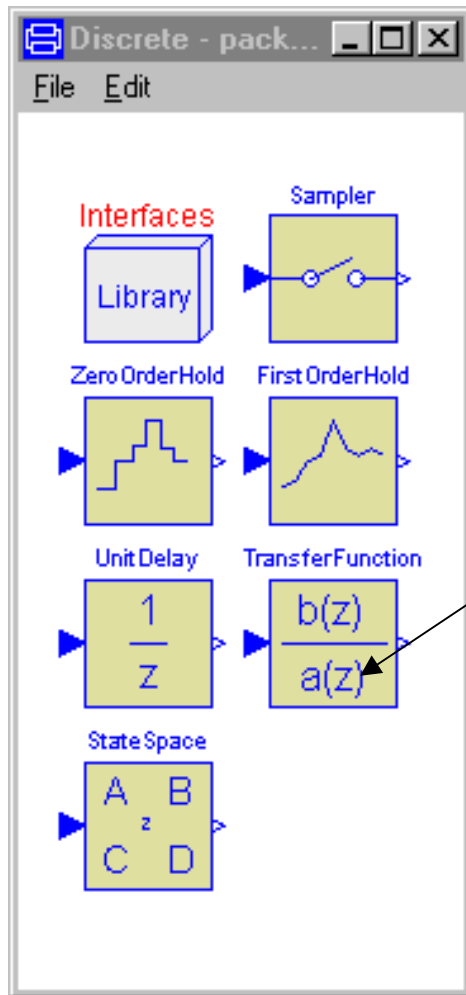 Discrete - pack...
File Edit
Interfaces
Library
Sampler
ZeroOrderHold
FirstOrderHold
UnitDelay
1
z
TransferFunction
b(z)
a(z)
StateSpace
A B
z
C D